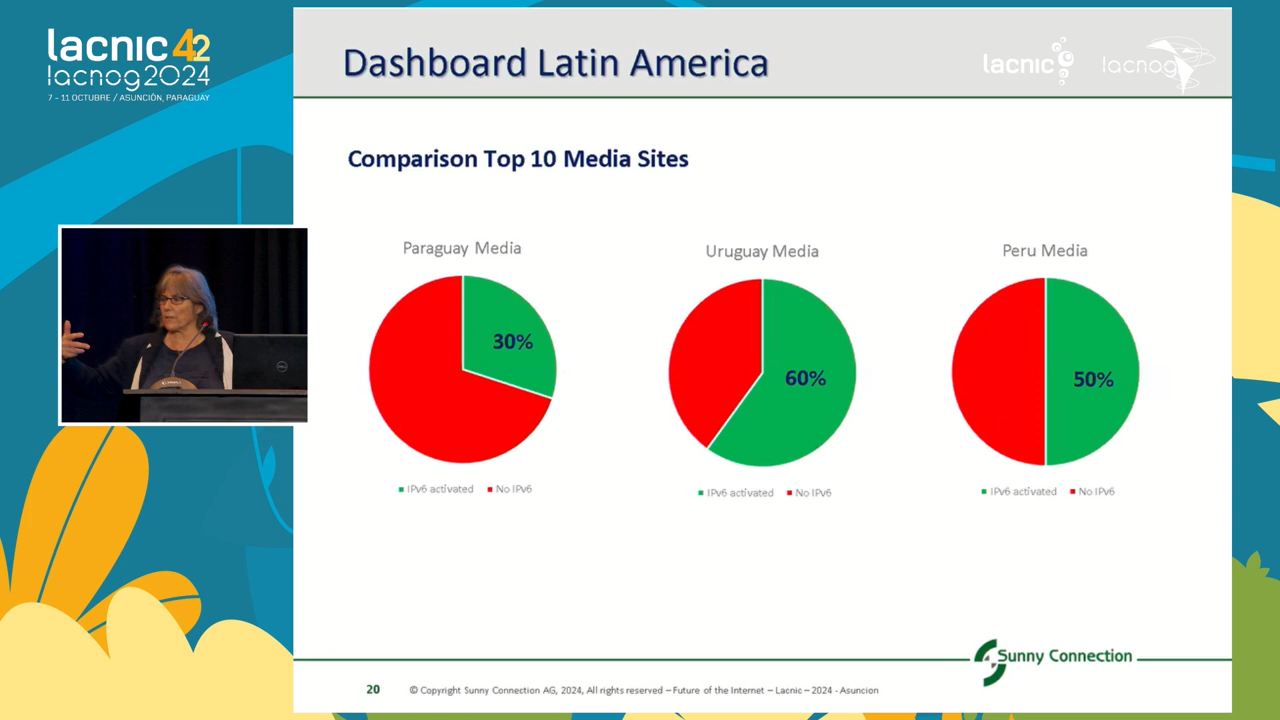 lacnic 42
lacnog2024
7 - 11 OCTUBRE / ASUNCIÓN, PARAGUAY
Dashboard Latin America
lacnic
lacnog
Comparison Top 10 Media Sites
Paraguay Media
Uruguay Media
Peru Media
30%
60%
50%
IPv6 activated No IPv6
IPv6 activated No IPv6
IPv6 activated No IPv6
Sunny Connection
20
© Copyright Sunny Connection AG, 2024, All rights reserved – Future of the Internet – Lacnic – 2024 - Asuncion